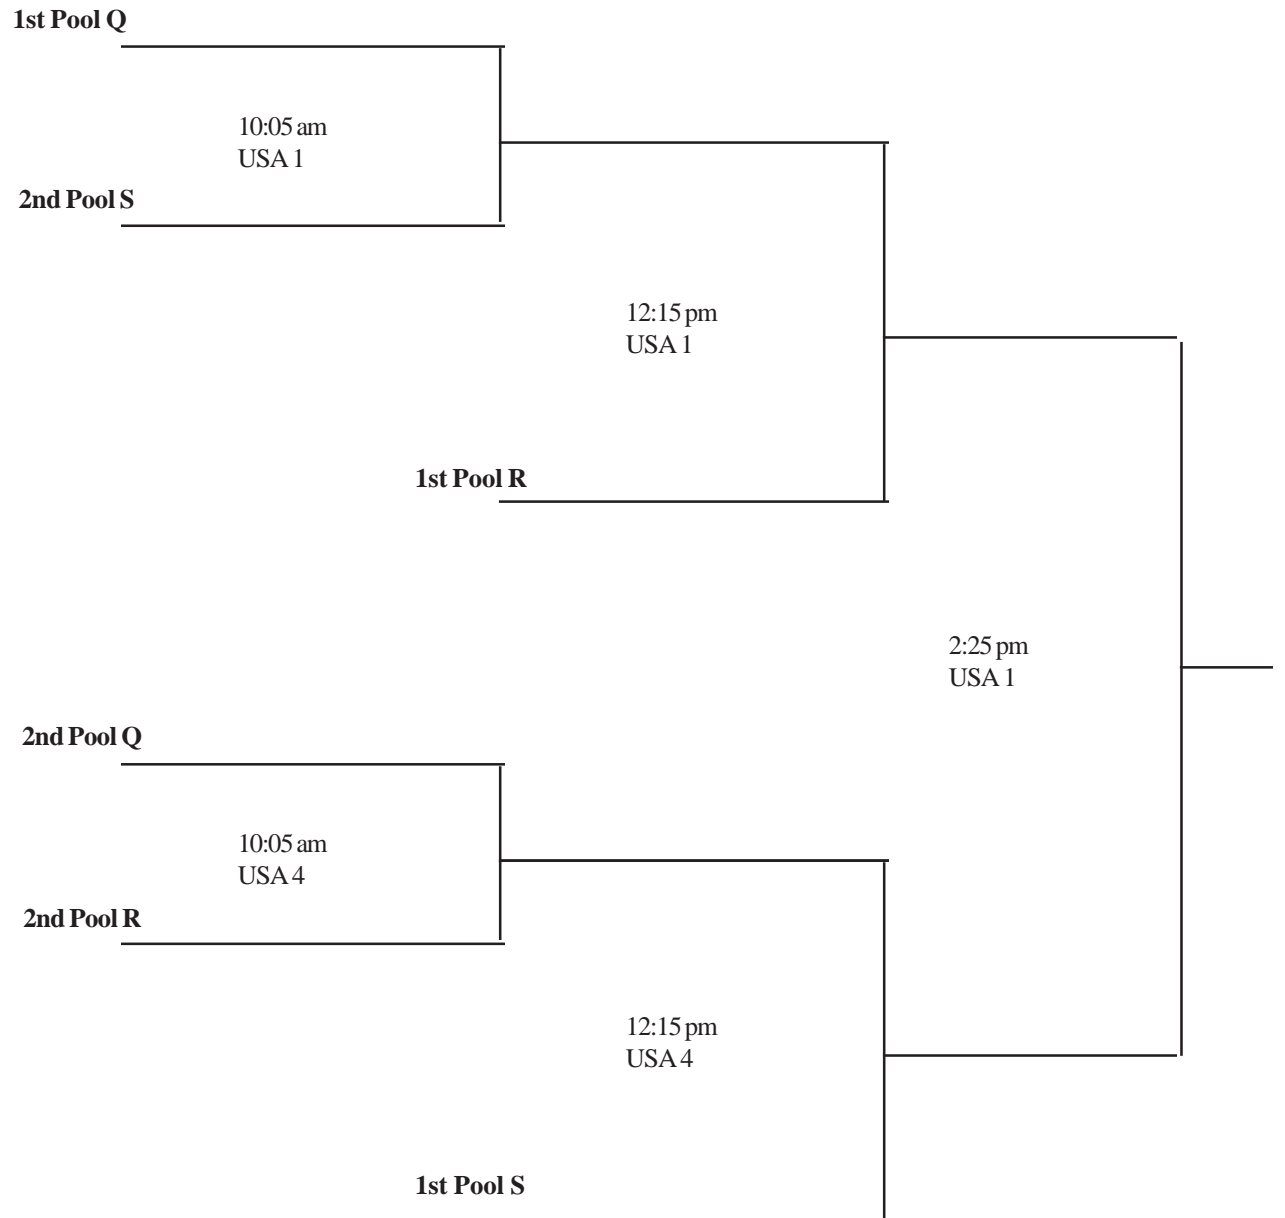 1st Pool Q
10:05 am
USA 1
2nd Pool S
12:15 pm
USA 1
1st Pool R
2:25 pm
USA 1
2nd Pool Q
10:05 am
USA 4
2nd Pool R
12:15 pm
USA 4
1st Pool S